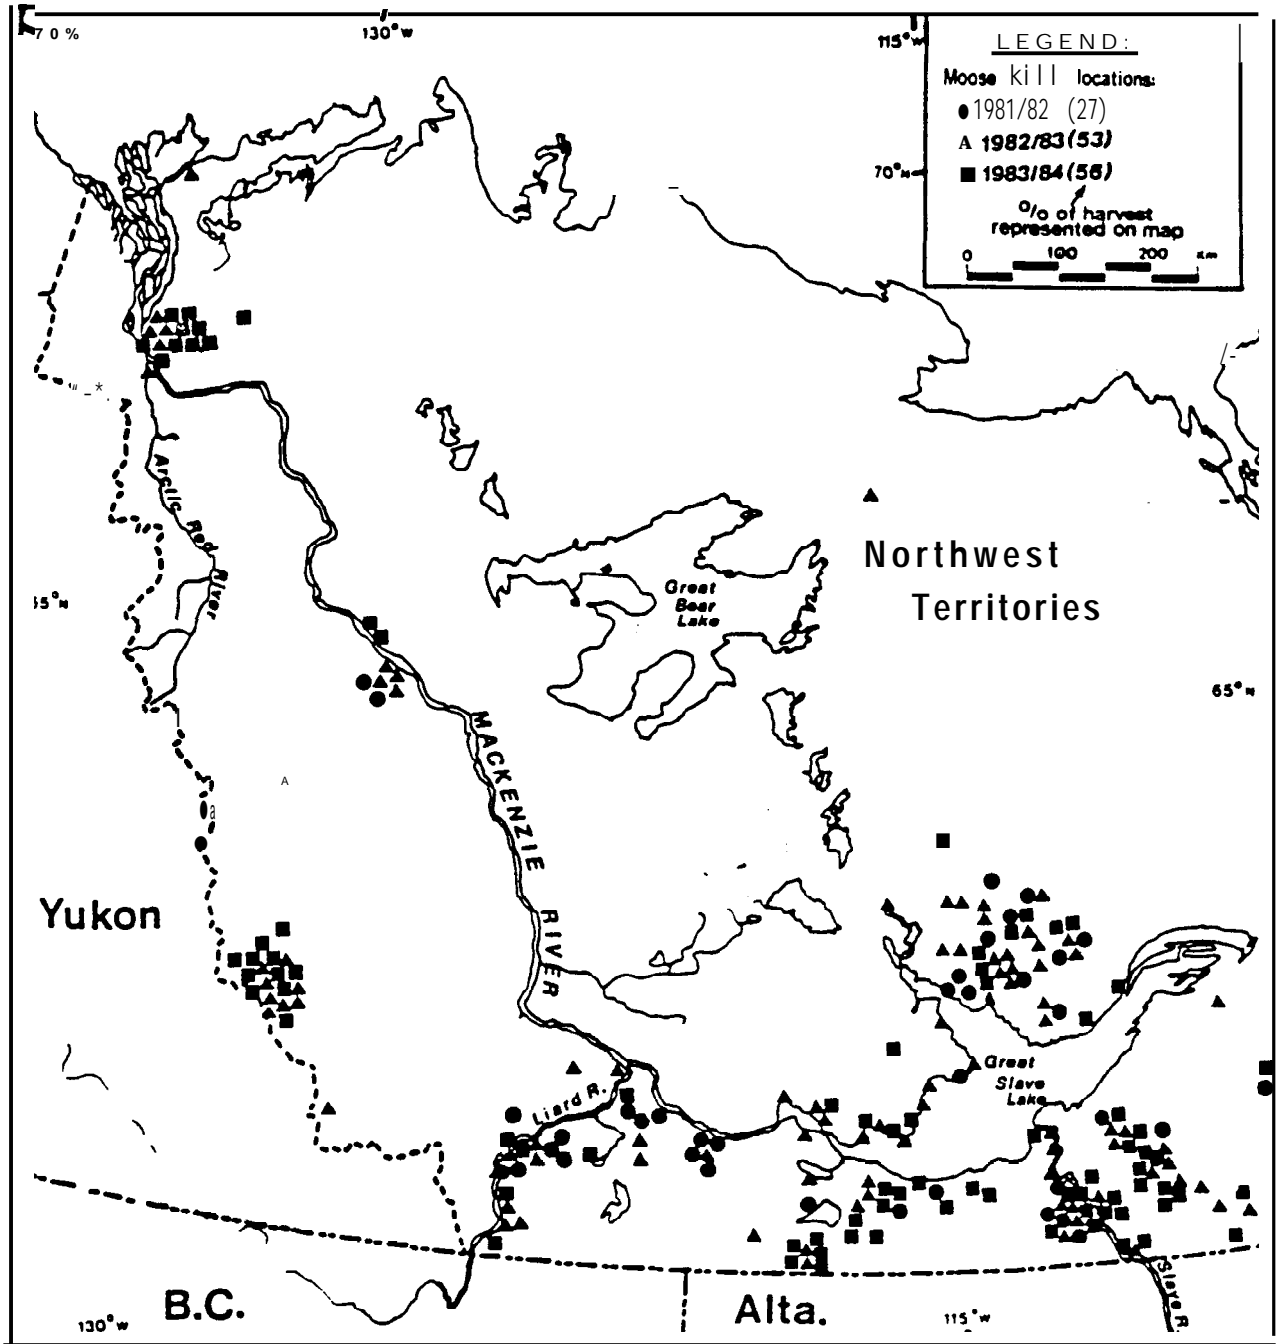 70%
130°W
115°W
LEGEND:
Moose kill locations:
● 1981/82 (27)
▲ 1982/83 (53)
■ 1983/84 (56)
% of harvest
represented on map
0 100 200 Km
70°N
Arctic Red
River
Great
Bear
Lake
Northwest
Territories
65°N
MACKENZIE
RIVER
Yukon
Great
Slave
Lake
Liard R.
Slave R.
B.C.
Alta.
130°W
115°W